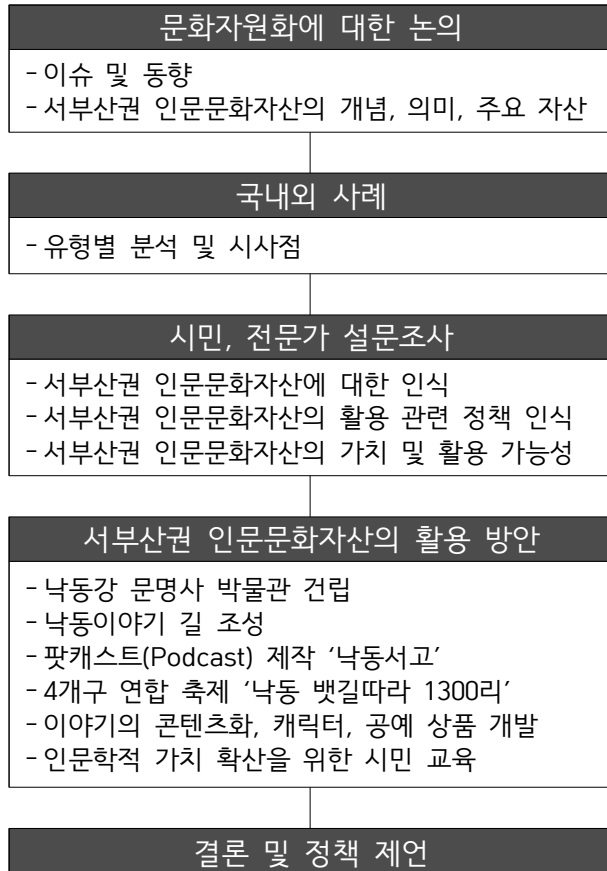 문화자원화에 대한 논의
- 이슈 및 동향
- 서부산권 인문문화자산의 개념, 의미, 주요 자산
국내외 사례
- 유형별 분석 및 시사점
시민, 전문가 설문조사
- 서부산권 인문문화자산에 대한 인식
- 서부산권 인문문화자산의 활용 관련 정책 인식
- 서부산권 인문문화자산의 가치 및 활용 가능성
서부산권 인문문화자산의 활용 방안
- 낙동강 문명사 박물관 건립
- 낙동이야기 길 조성
- 팟캐스트(Podcast) 제작 ‘낙동서고’
- 4개구 연합 축제 ‘낙동 뱃길따라 1300리’
- 이야기의 콘텐츠화, 캐릭터, 공예 상품 개발
- 인문학적 가치 확산을 위한 시민 교육
결론 및 정책 제언